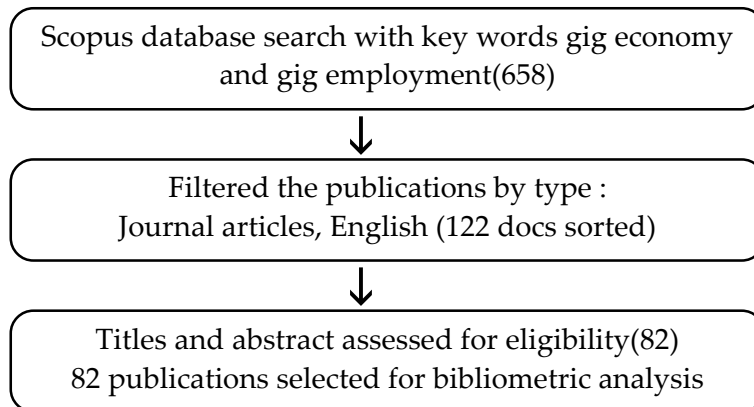 Scopus database search with key words gig economy
and gig employment(658)
Filtered the publications by type :
Journal articles, English (122 docs sorted)
Titles and abstract assessed for eligibility(82)
82 publications selected for bibliometric analysis